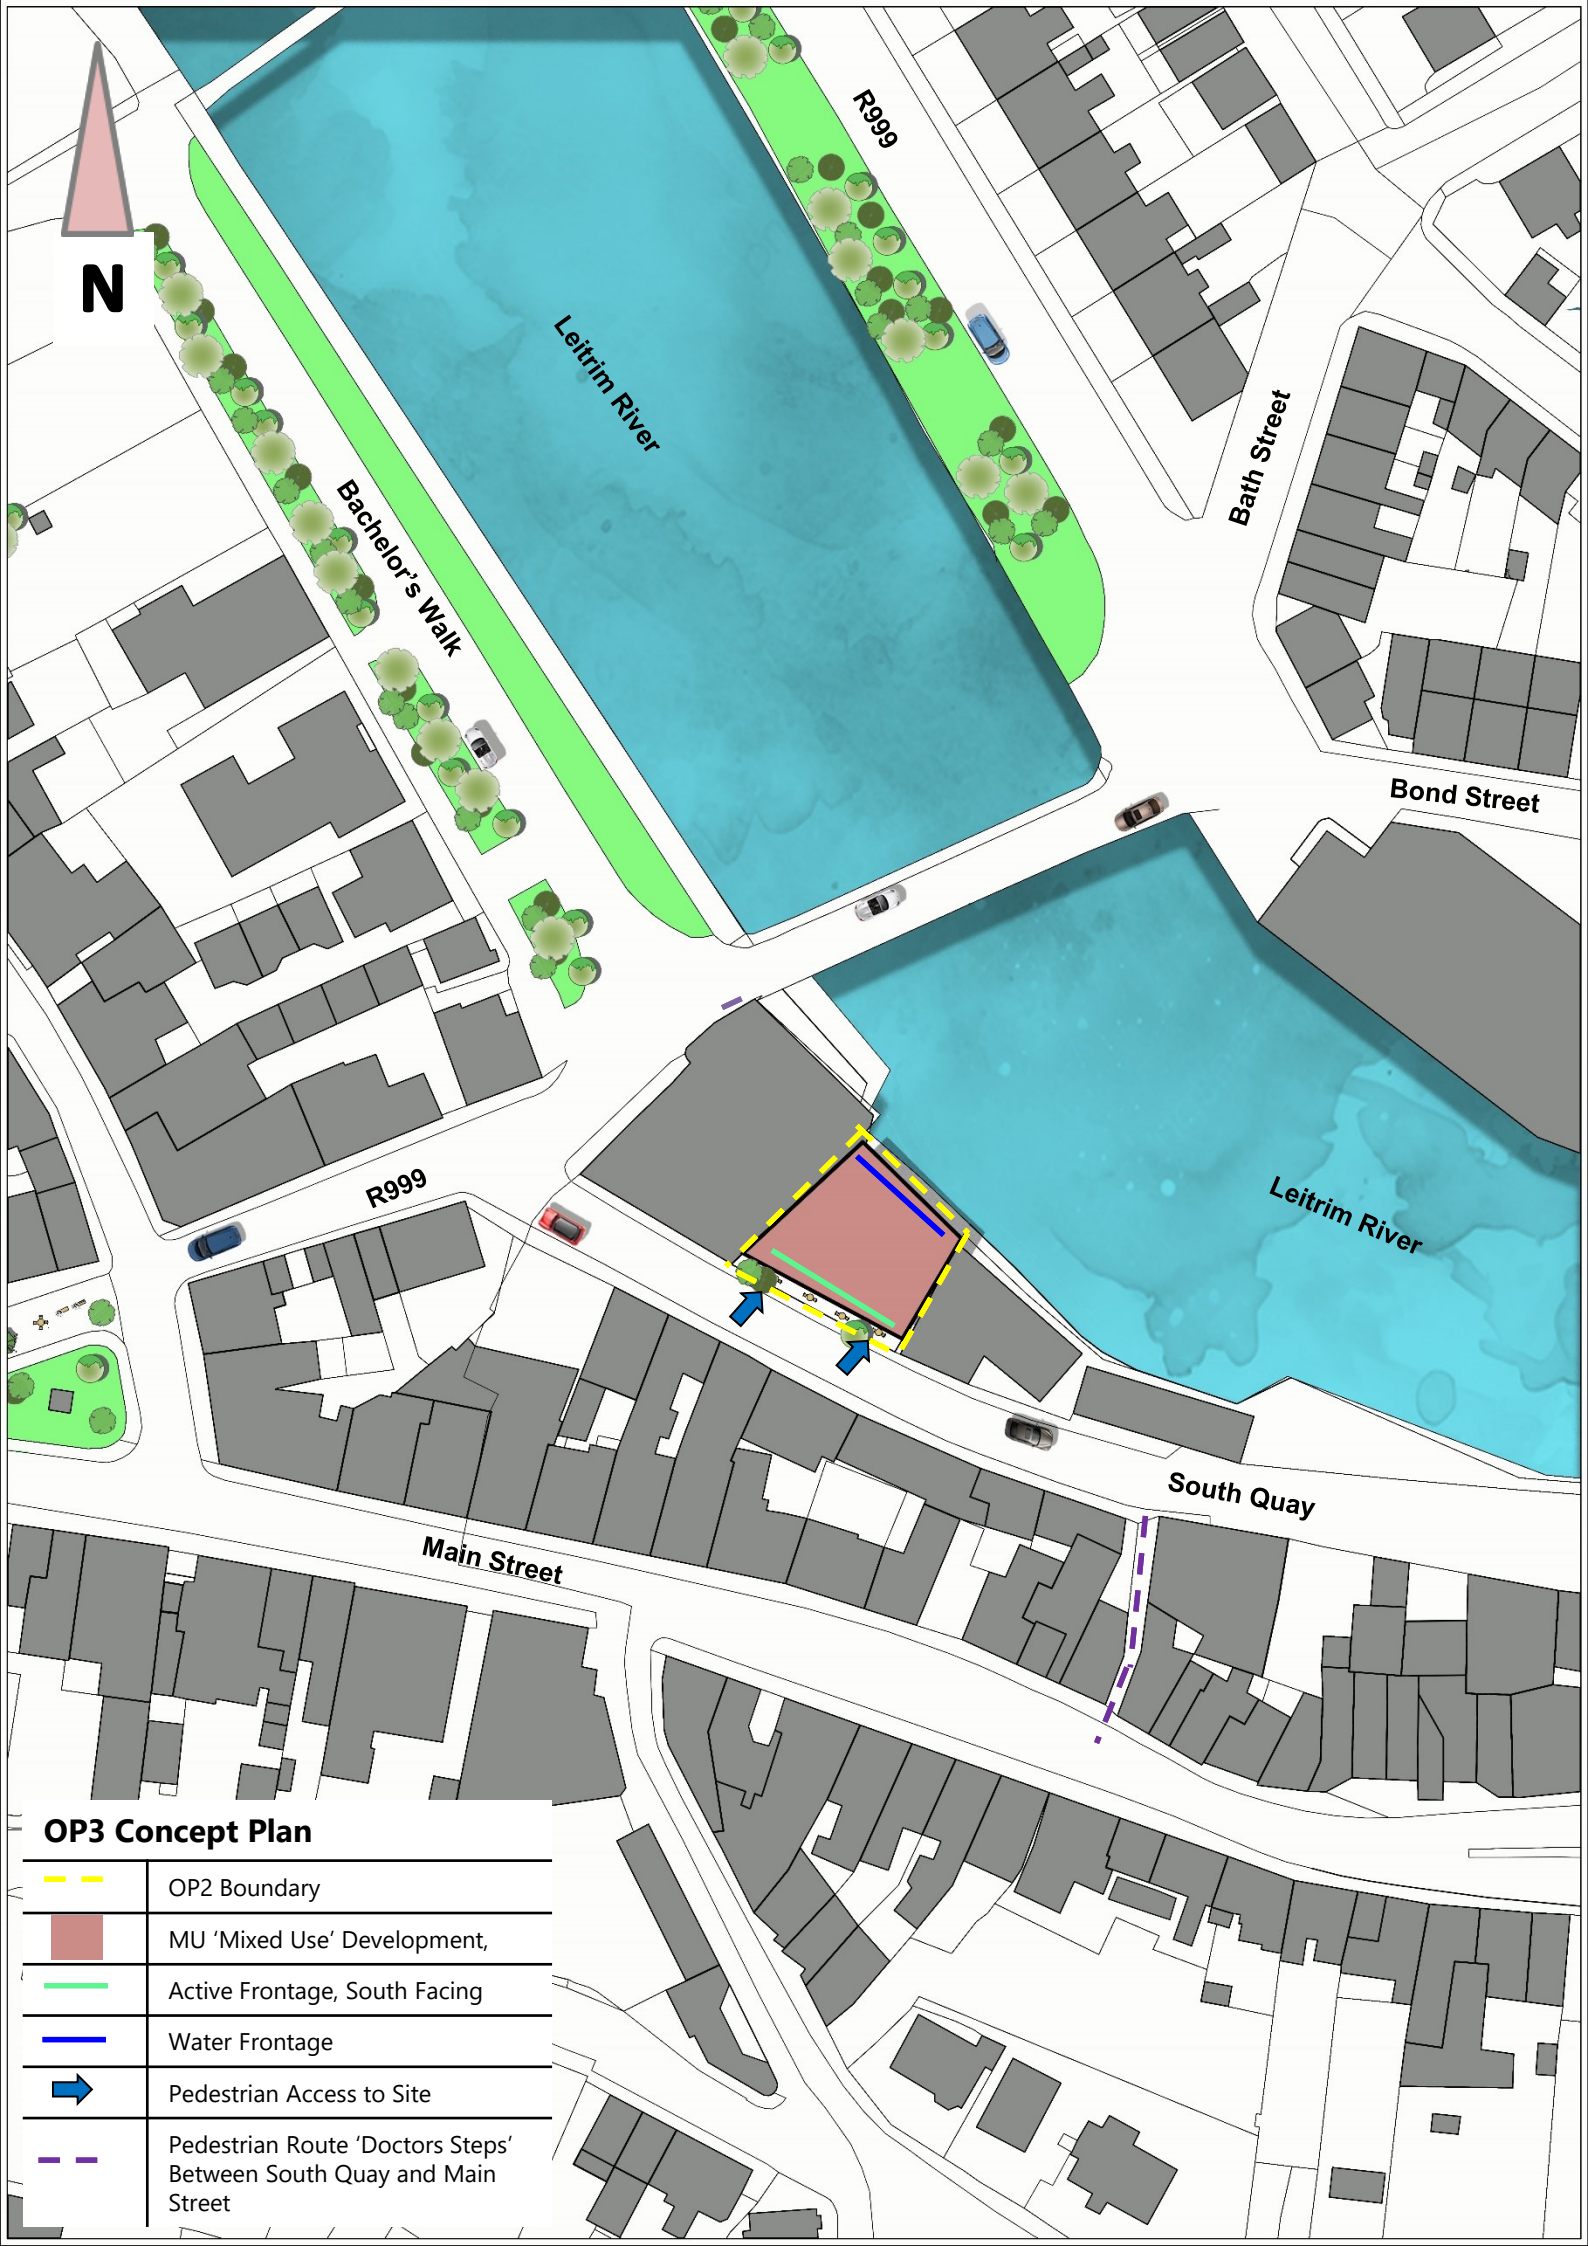 N
R999
Leitrim River
Bath Street
Bachelor's Walk
Bond Street
R999
Leitrim River
South Quay
Main Street
OP3 Concept Plan
OP2 Boundary
MU ‘Mixed Use’ Development,
Active Frontage, South Facing
Water Frontage
Pedestrian Access to Site
Pedestrian Route ‘Doctors Steps’
Between South Quay and Main
Street